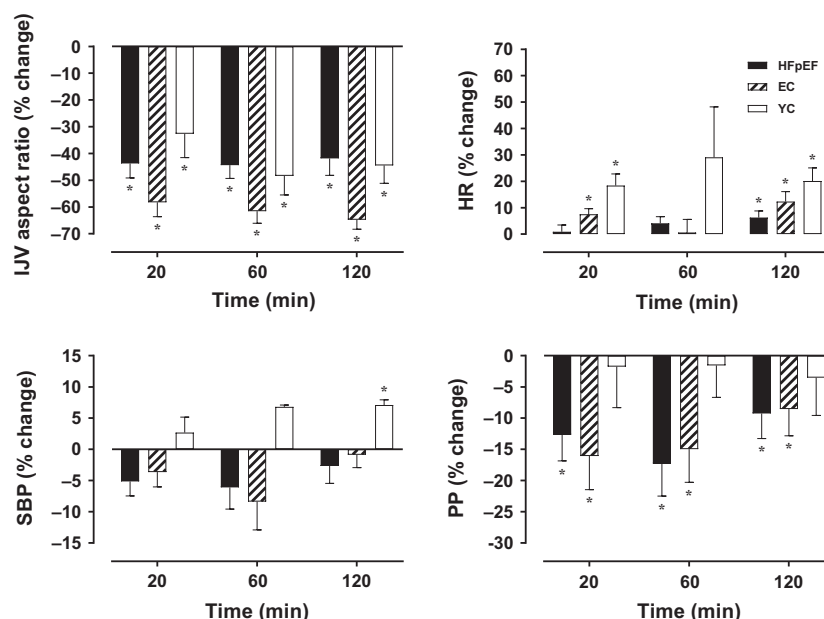 IJV aspect ratio (% change)
0
–10
–20
–30
–40
–50
–60
–70
* * * * * * * * *
20 60 120
Time (min)
HR (% change)
70
60
50
40
30
20
10
0
HFpEF
EC
YC
* * * * *
20 60 120
Time (min)
SBP (% change)
15
10
5
0
–5
–10
–15
*
20 60 120
Time (min)
PP (% change)
0
-5
-10
-15
-20
-25
-30
* * * * * *
20 60 120
Time (min)